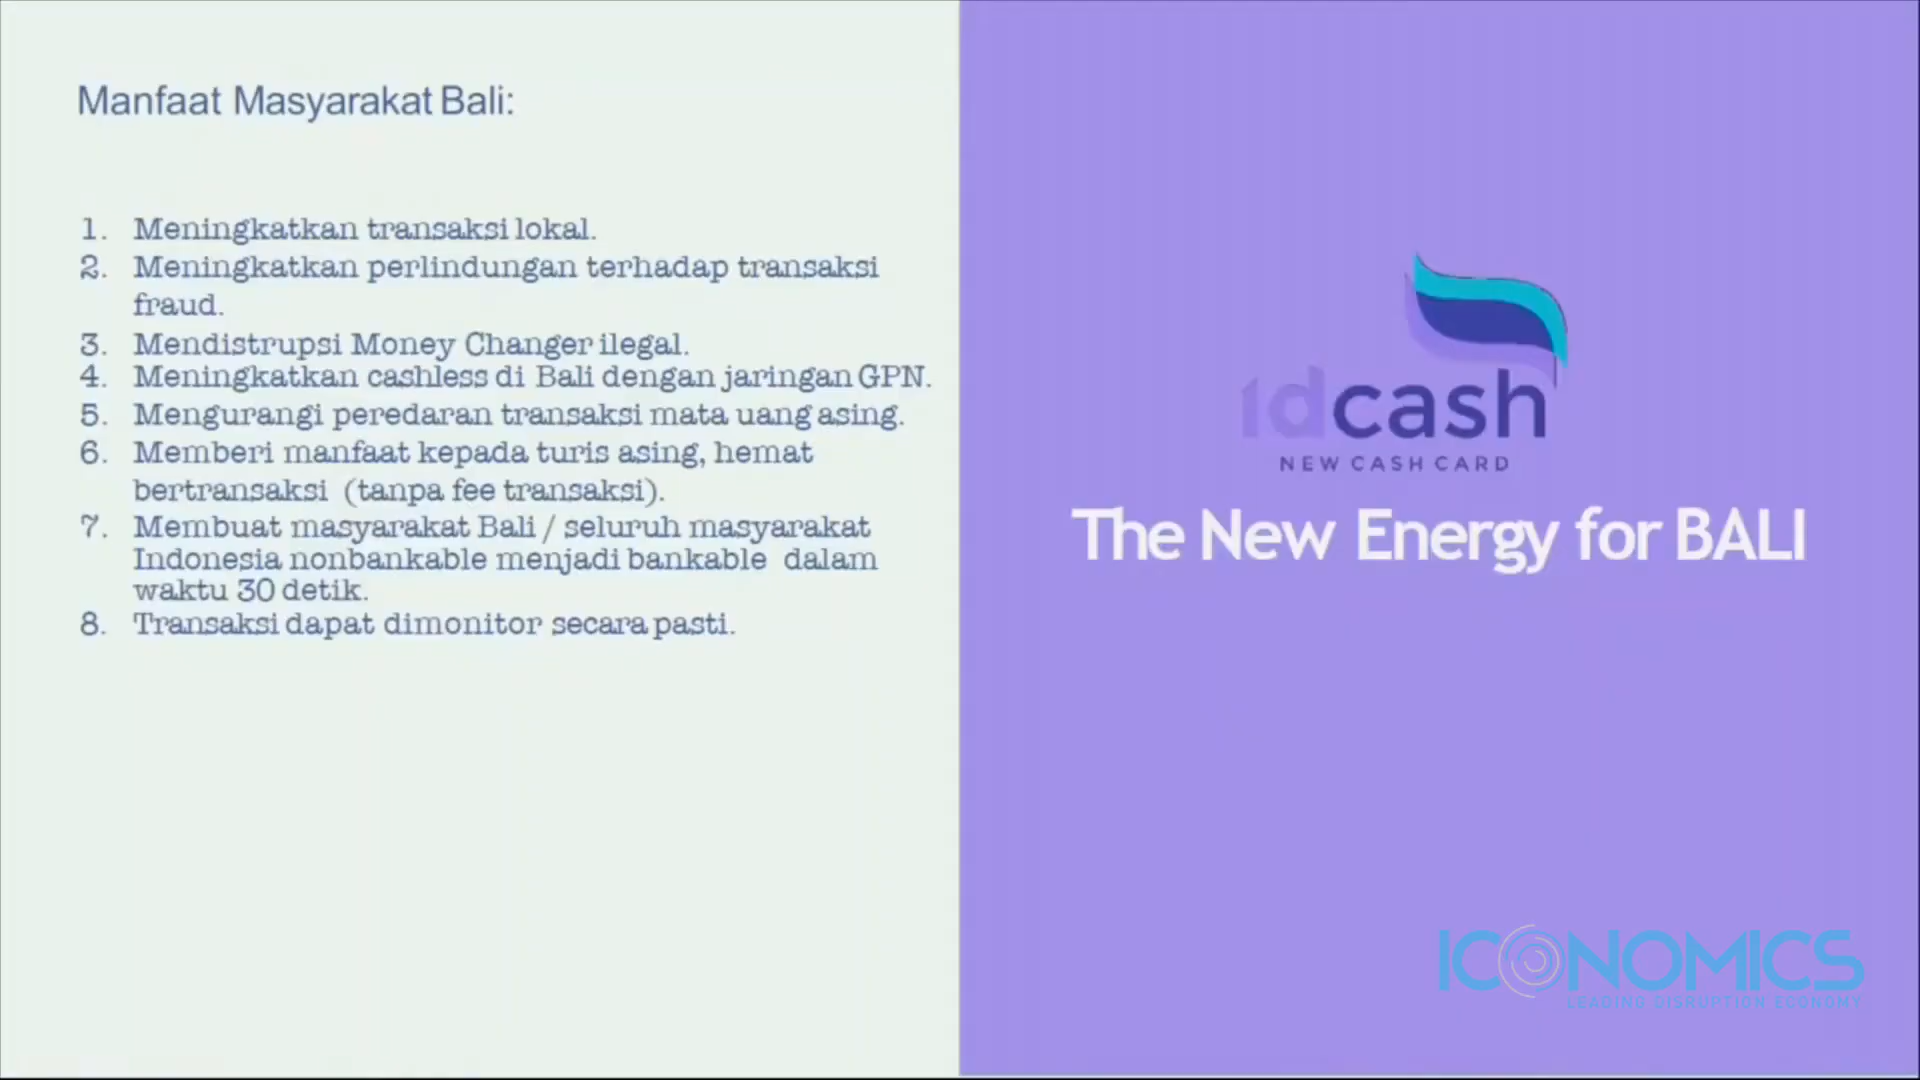 Manfaat Masyarakat Bali:
1. Meningkatkan transaksi lokal.
2. Meningkatkan perlindungan terhadap transaksi
fraud.
3. Mendistrupsi Money Changer ilegal.
4. Meningkatkan cashless di Bali dengan jaringan GPN.
5. Mengurangi peredaran transaksi mata uang asing.
6. Memberi manfaat kepada turis asing, hemat
bertransaksi (tanpa fee transaksi).
7. Membuat masyarakat Bali / seluruh masyarakat
Indonesia nonbankable menjadi bankable dalam
waktu 30 detik.
8. Transaksi dapat dimonitor secara pasti.
idcash
NEW CASH CARD
The New Energy for BALI
ICONOMICS
LEADING DISRUPTION ECONOMY